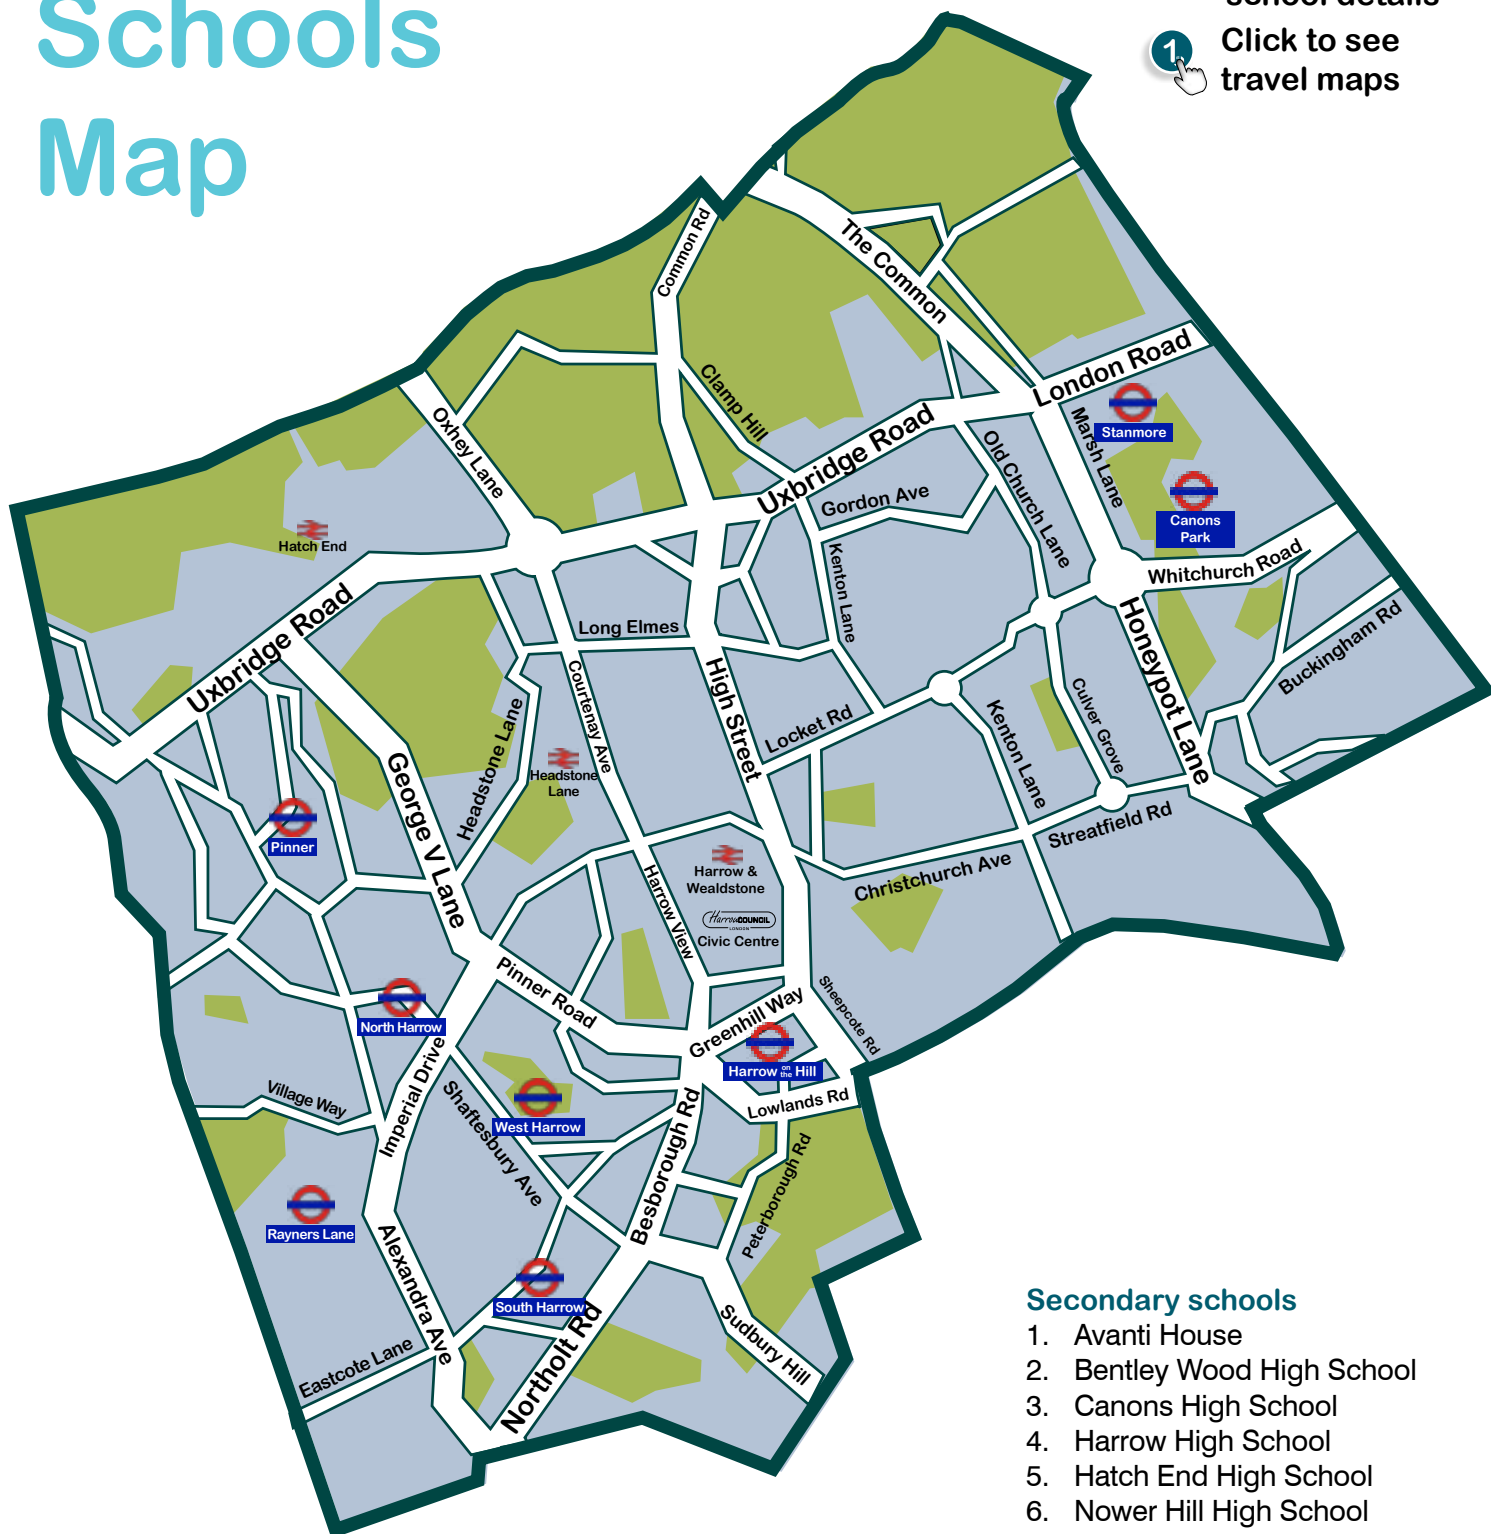 Schools
Map
school details
1
Click to see
travel maps
Common Rd
The Common
London Road
Oxhey Lane
Clamp Hill
Uxbridge Road
Marsh Lane
Stanmore
Old Church Lane
Gordon Ave
Canons
Park
Hatch End
Kenton Lane
Whitchurch Road
Uxbridge Road
Long Elmes
Honeypot Lane
Buckingham Rd
Courtenay Ave
High Street
Headstone Lane
Locket Rd
Kenton Lane
Culver Grove
George V Lane
Headstone
Lane
Pinner
Streatfield Rd
Christchurch Ave
Harrow &
Wealdstone
Harrow COUNCIL
LONDON
Civic Centre
Harrow View
Pinner Road
Sheepcote Rd
Greenhill Way
North Harrow
Harrow on the Hill
Imperial Drive
Village Way
Shaftesbury Ave
West Harrow
Lowlands Rd
Besborough Rd
Peterborough Rd
Rayners Lane
Alexandra Ave
South Harrow
Northolt Rd
Sudbury Hill
Eastcote Lane
Secondary schools
1. Avanti House
2. Bentley Wood High School
3. Canons High School
4. Harrow High School
5. Hatch End High School
6. Nower Hill High School